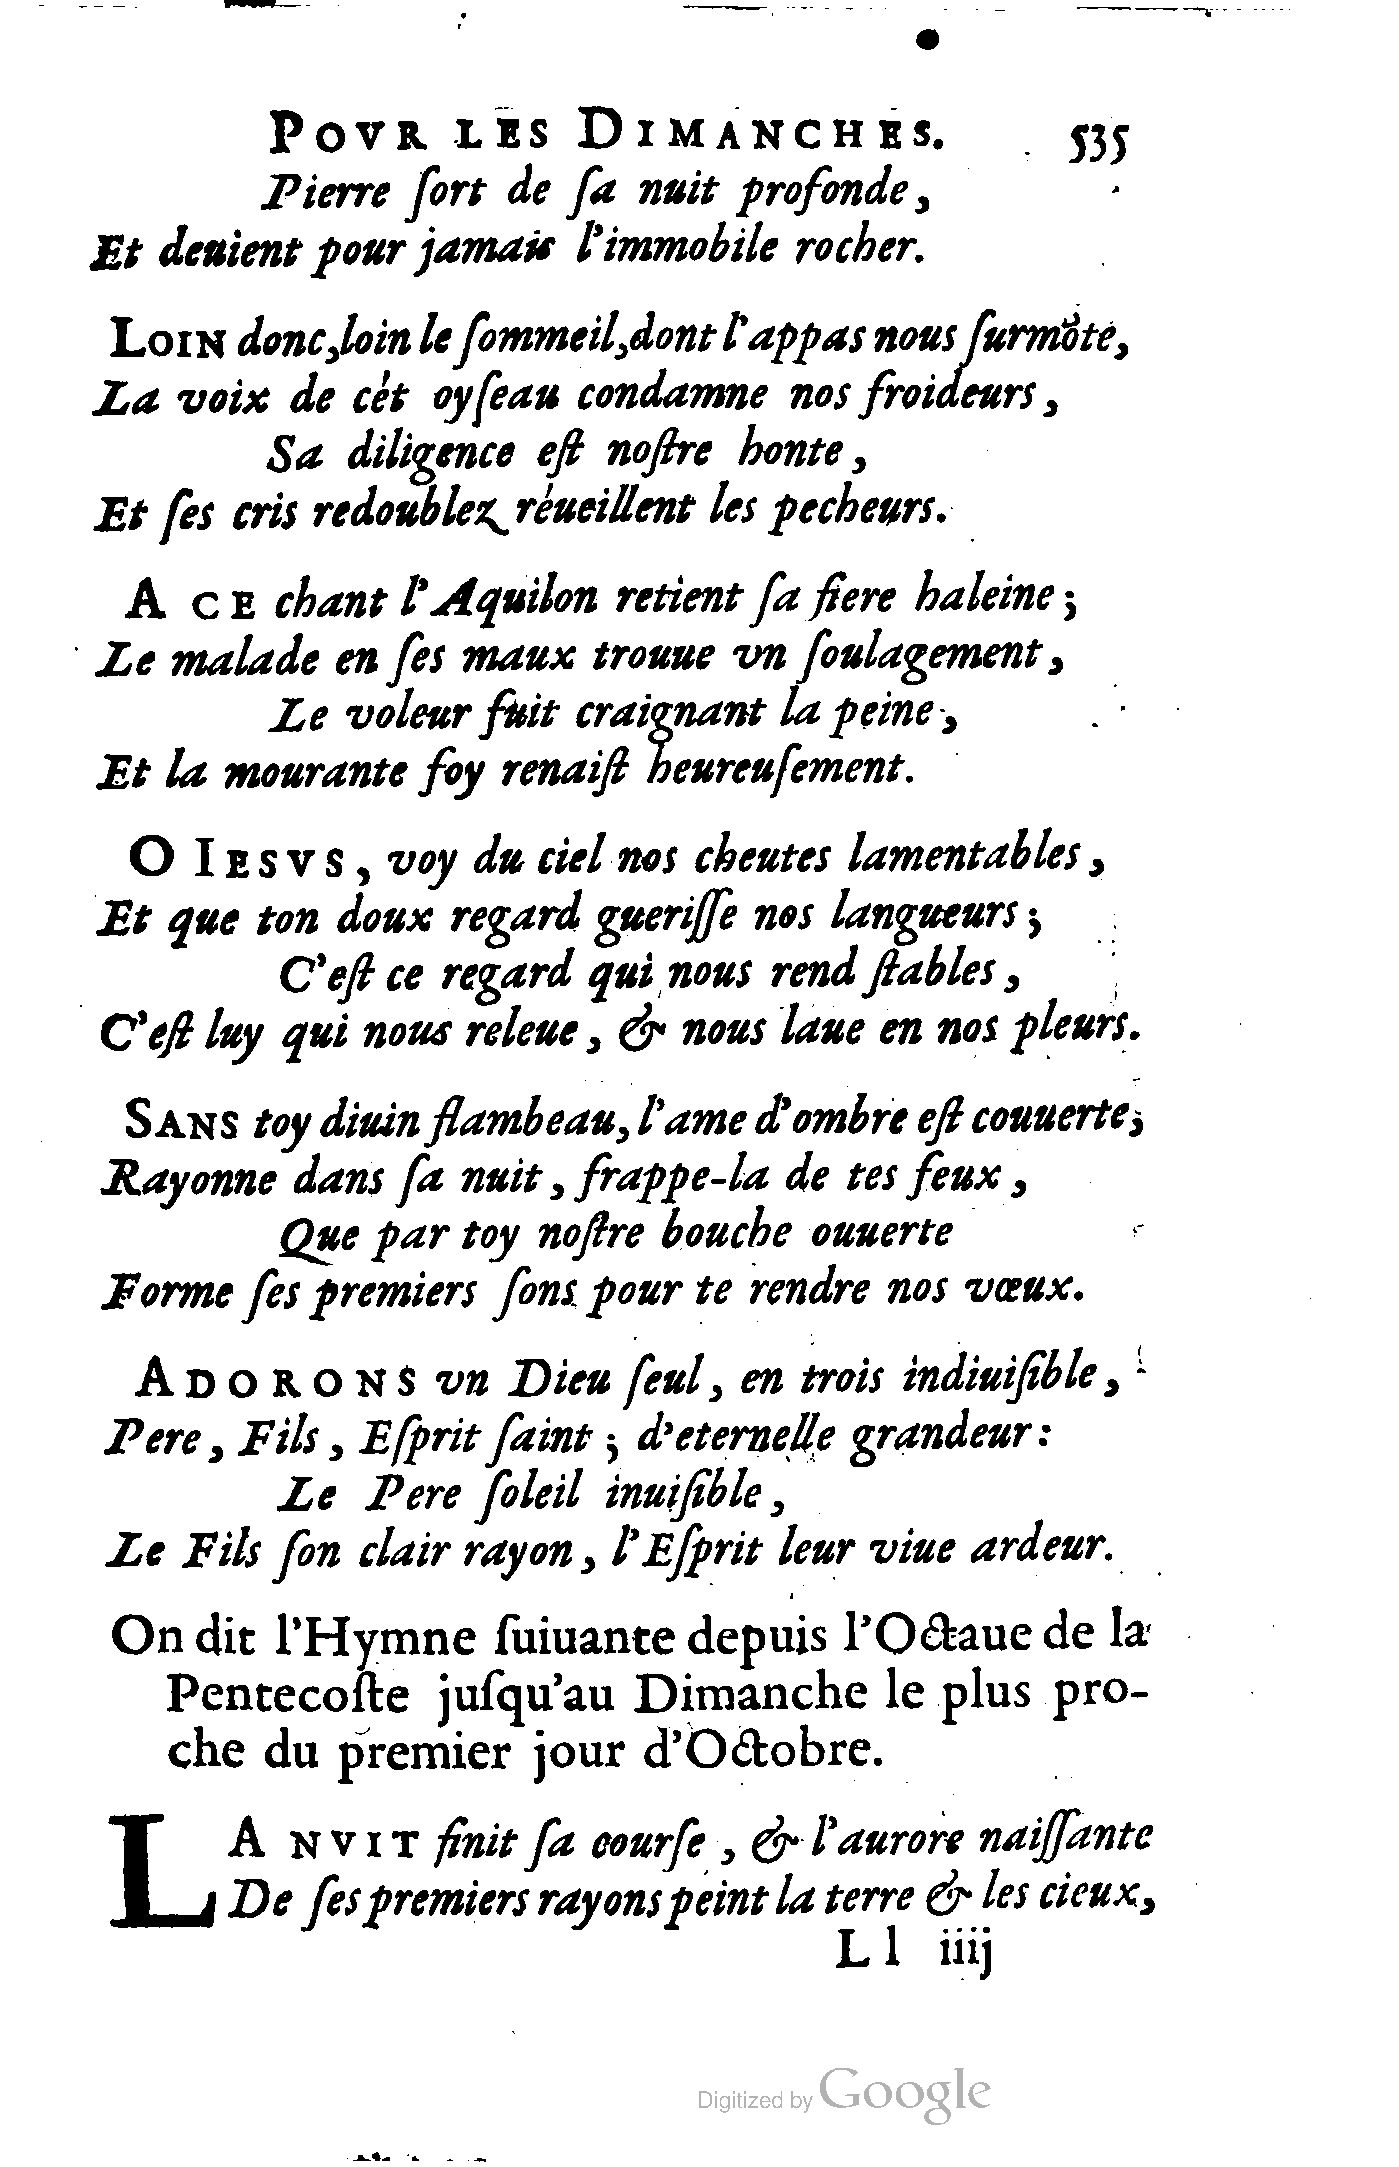 POVR LES DIMANCHES. 535
Pierre ſort de ſa nuit profonde,
Et deuient pour jamais l'immobile rocher.
LOIN donc, loin le ſommeil, dont l'appas nous ſurmõte,
La voix de cét oyſeau condamne nos froideurs,
Sa diligence eſt noſtre honte,
Et ſes cris redoublez réueillent les pecheurs.
A CE chant l'Aquilon retient ſa fiere haleine;
Le malade en ſes maux trouue vn ſoulagement,
Le voleur fuit craignant la peine,
Et la mourante foy renaiſt heureuſement.
O IESVS, voy du ciel nos cheutes lamentables,
Et que ton doux regard gueriſſe nos langueurs;
C'eſt ce regard qui nous rend ſtables,
C'eſt luy qui nous releue, & nous laue en nos pleurs.
SANS toy diuin flambeau, l'ame d'ombre eſt couuerte;
Rayonne dans ſa nuit, frappe-la de tes feux,
Que par toy noſtre bouche ouuerte
Forme ſes premiers ſons pour te rendre nos vœux.
ADORONS vn Dieu ſeul, en trois indiuiſible,
Pere, Fils, Eſprit ſaint; d'eternelle grandeur:
Le Pere ſoleil inuiſible,
Le Fils ſon clair rayon, l'Eſprit leur viue ardeur.
On dit l'Hymne ſuiuante depuis l'Octaue de la
Pentecoſte juſqu'au Dimanche le plus pro-
che du premier jour d'Octobre.
LA NVIT finit ſa courſe, & l'aurore naiſſante
De ſes premiers rayons peint la terre & les cieux,
Ll iiij
Digitized by Google